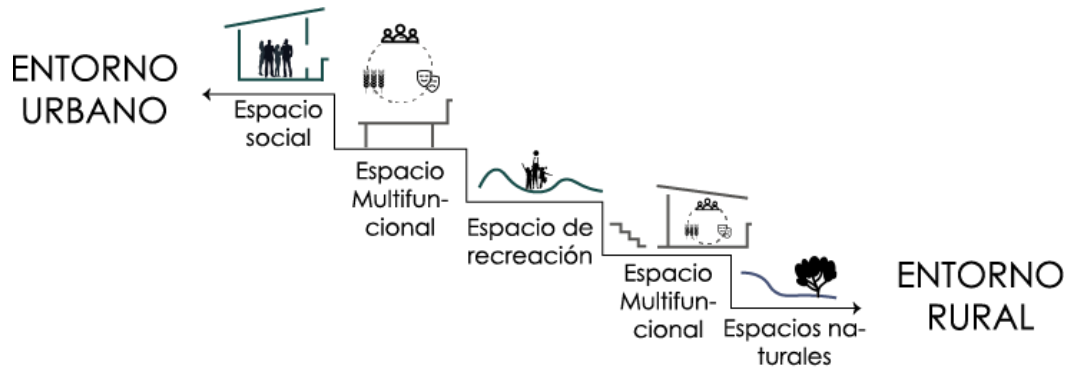 ENTORNO
URBANO
Espacio
social
Espacio
Multifun-
cional
Espacio de
recreación
Espacio
Multifun-
cional
Espacios na-
turales
ENTORNO
RURAL